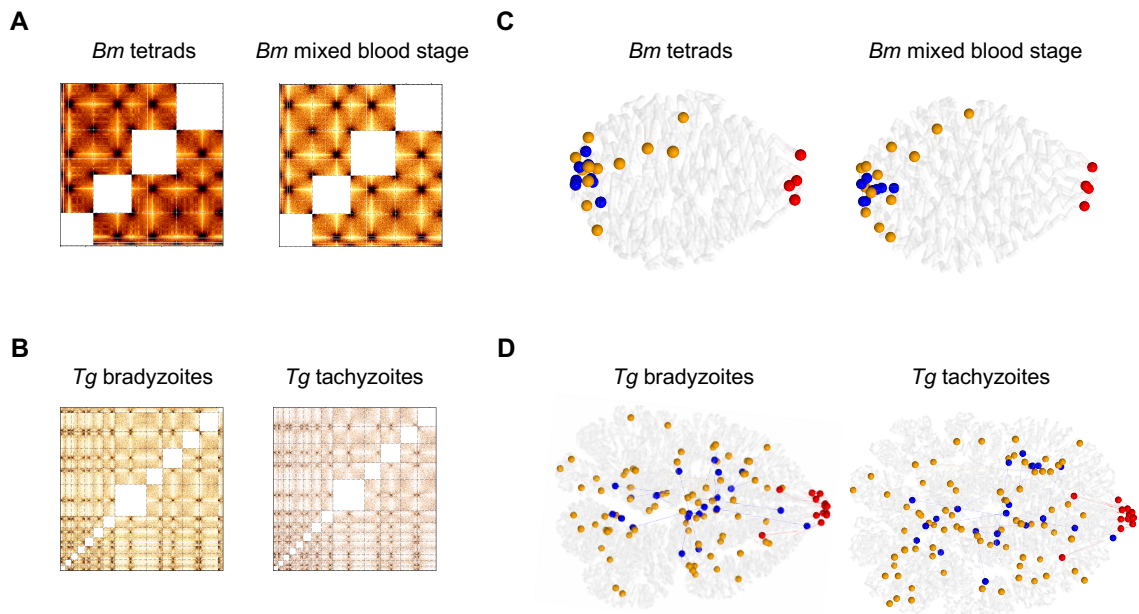 A
Bm tetrads
Bm mixed blood stage
C
Bm tetrads
Bm mixed blood stage
B
Tg bradyzoites
Tg tachyzoites
D
Tg bradyzoites
Tg tachyzoites